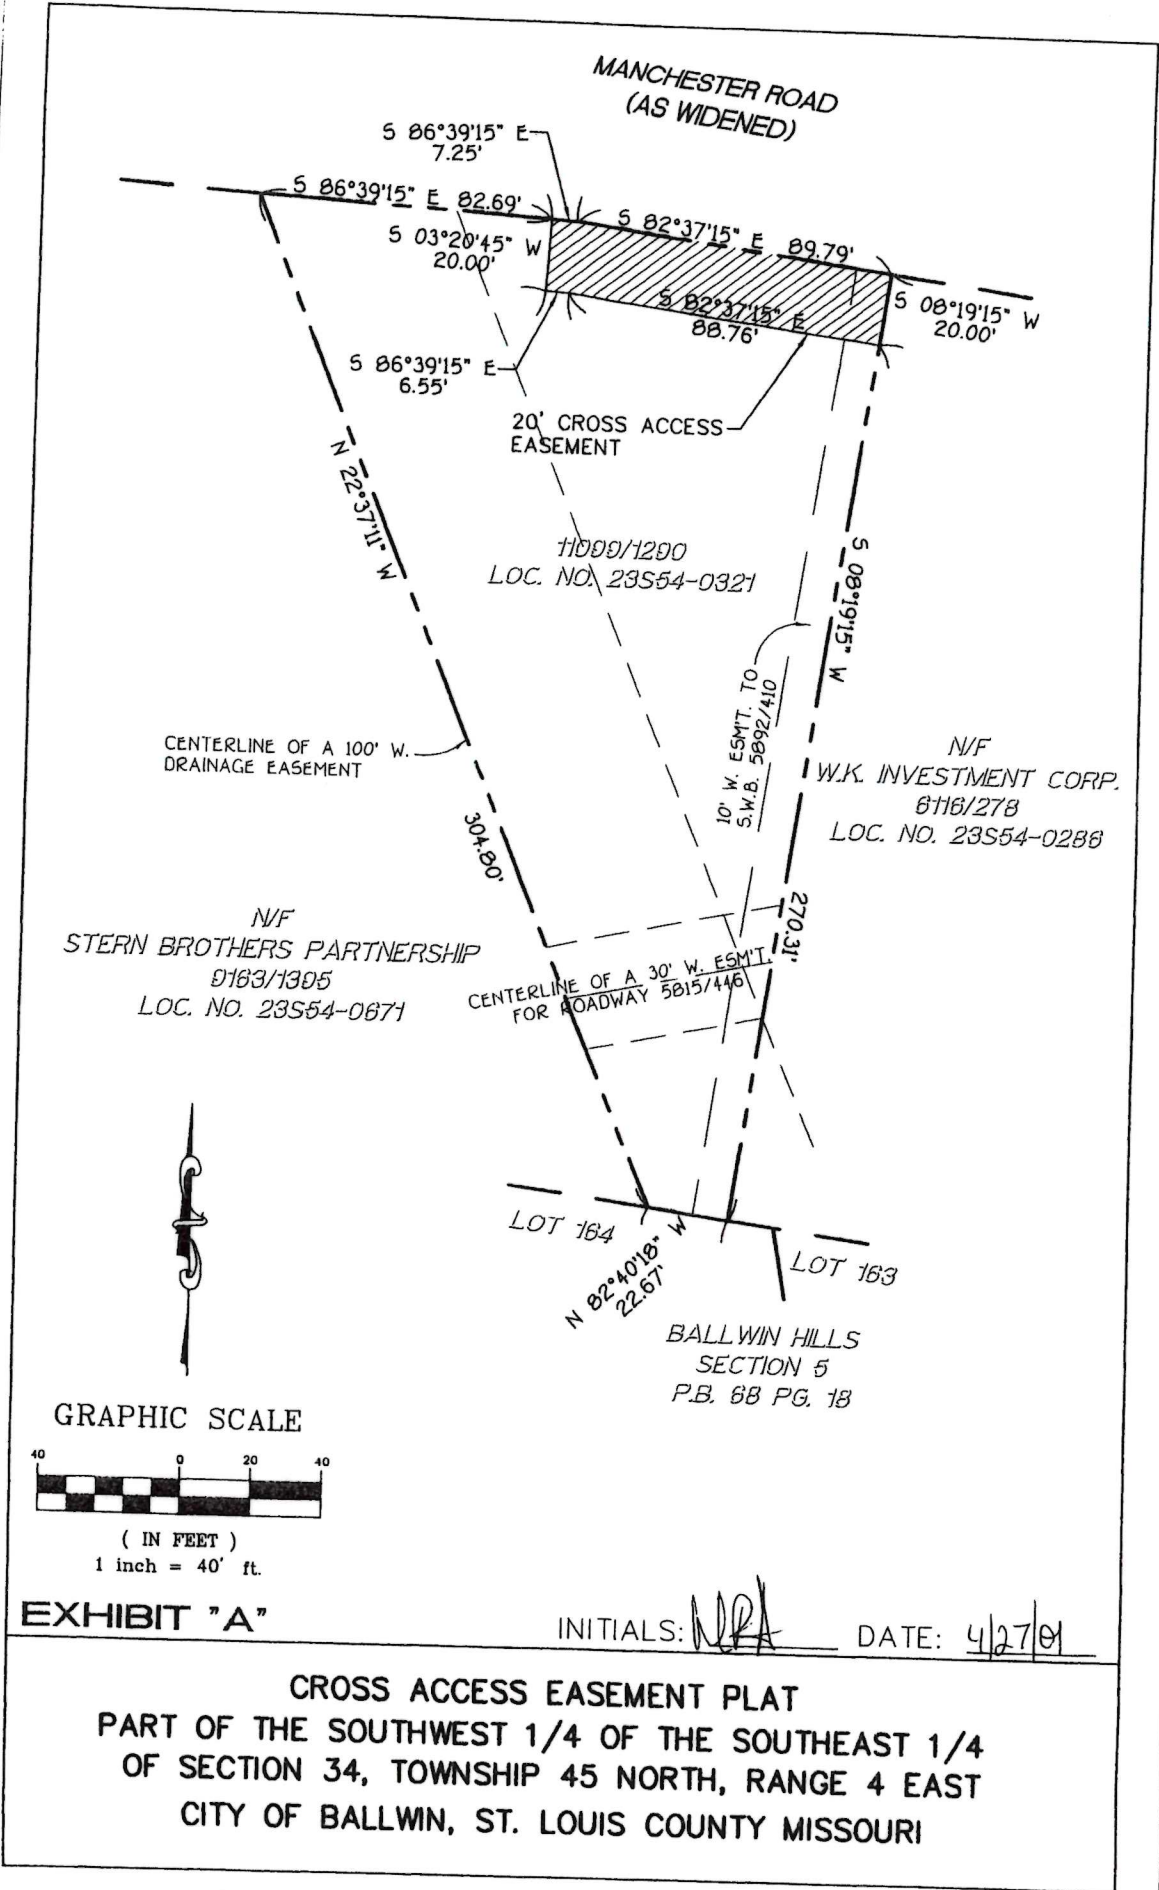 MANCHESTER ROAD
(AS WIDENED)
S 86°39'15" E
7.25'
S 86°39'15" E 82.69'
S 82°37'15" E 89.79'
S 03°20'45" W
20.00'
S 08°19'15" W
20.00'
S 82°37'15" E
88.76'
S 86°39'15" E
6.55'
20' CROSS ACCESS
EASEMENT
N 22°37'11" W
11099/1290
LOC. NO. 23S54-0321
S 08°19'15" W
10' W. ESM'T. TO
S.W.B. 5892/410
CENTERLINE OF A 100' W.
DRAINAGE EASEMENT
N/F
W.K. INVESTMENT CORP.
6116/278
LOC. NO. 23S54-0286
304.80'
270.31'
N/F
STERN BROTHERS PARTNERSHIP
9163/1395
LOC. NO. 23S54-0671
CENTERLINE OF A 30' W. ESM'T.
FOR ROADWAY 5815/446
LOT 164
N 82°40'18" W
22.67'
LOT 163
BALLWIN HILLS
SECTION 5
P.B. 68 PG. 18
GRAPHIC SCALE
40 0 20 40
( IN FEET )
1 inch = 40' ft.
EXHIBIT "A"
INITIALS: DATE: 4/27/01
CROSS ACCESS EASEMENT PLAT
PART OF THE SOUTHWEST 1/4 OF THE SOUTHEAST 1/4
OF SECTION 34, TOWNSHIP 45 NORTH, RANGE 4 EAST
CITY OF BALLWIN, ST. LOUIS COUNTY MISSOURI